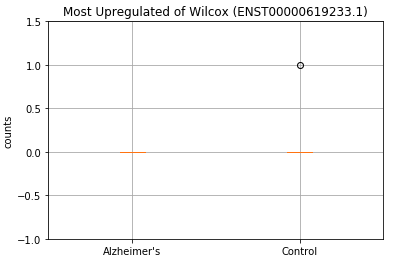 Most Upregulated of Wilcox (ENST00000619233.1)
1.5
1.0
0.5
0.0
−0.5
−1.0
counts
Alzheimer's
Control